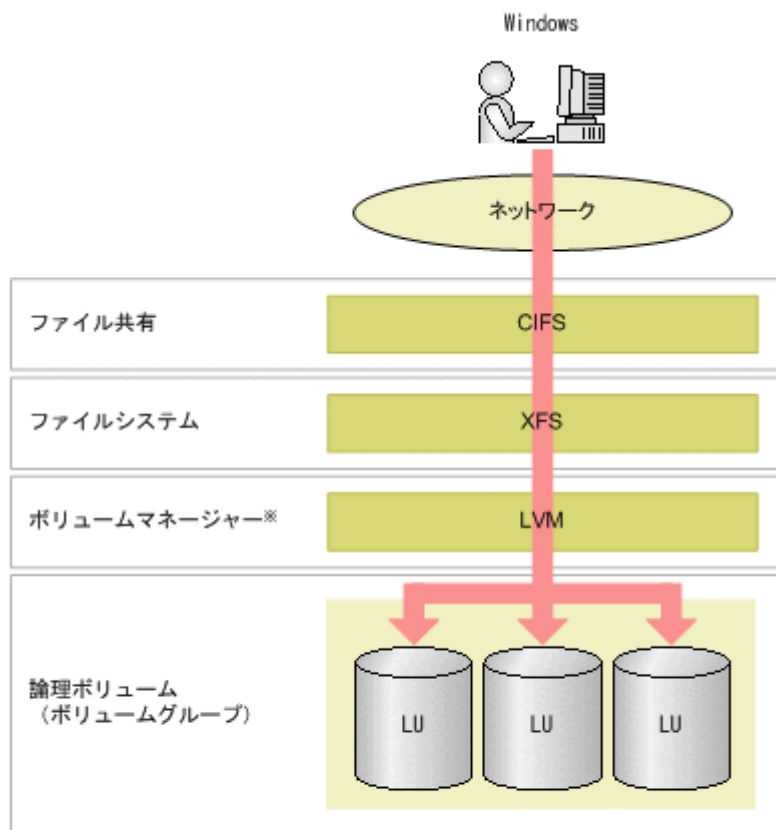 Windows
ネットワーク
ファイル共有
CIFS
ファイルシステム
XFS
ボリュームマネージャー※
LVM
論理ボリューム
（ボリュームグループ）
LU
LU
LU